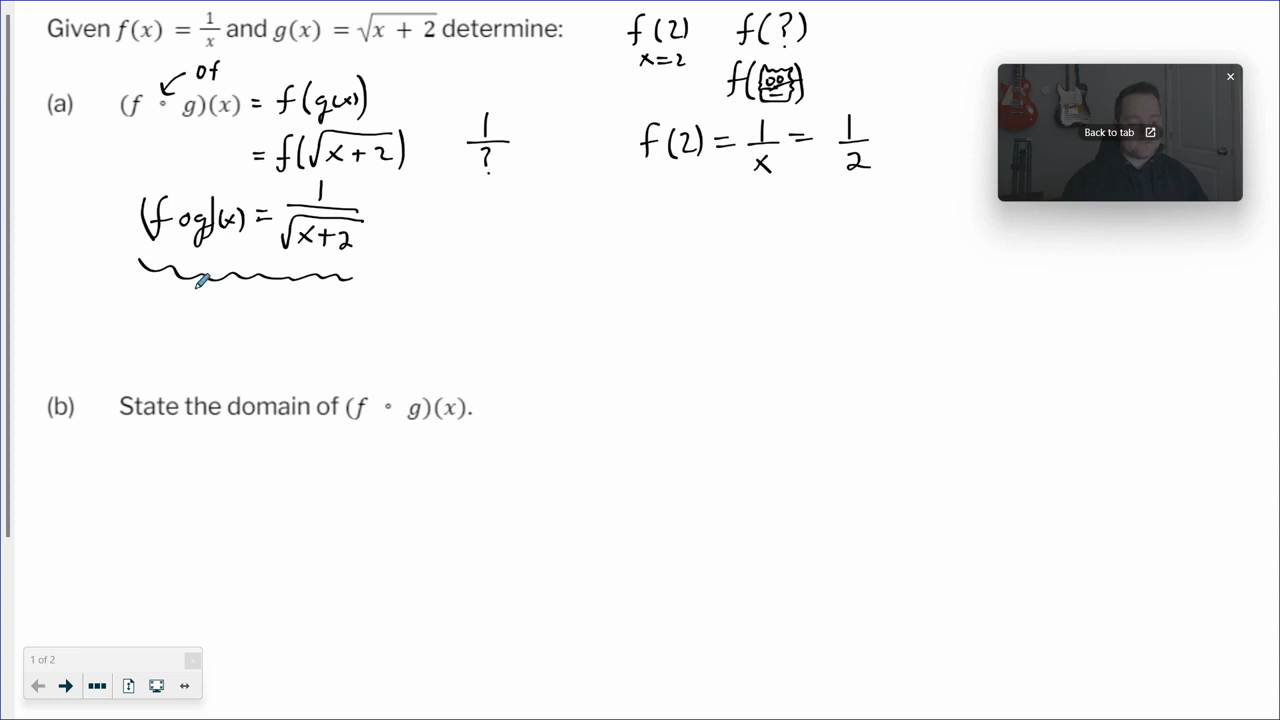 Given f(x) = 1/x and g(x) = √(x + 2) determine:
of
(a) (f ∘ g)(x) = f(g(x))
= f(√(x+2))
1/?
(f∘g)(x) = 1/√(x+2)
f(2) f(?)
x=2
f( )
f(2) = 1/x = 1/2
Back to tab
(b) State the domain of (f ∘ g)(x).
1 of 2